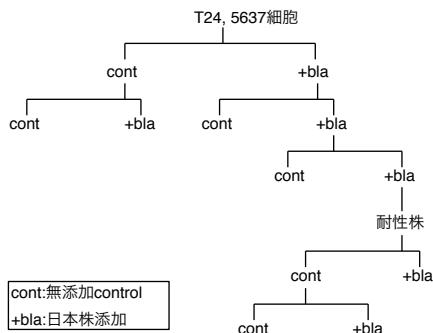 T24, 5637細胞
cont +bla
cont +bla cont +bla
cont +bla
耐性株
cont +bla
cont +bla
cont:無添加control
+bla:日本株添加